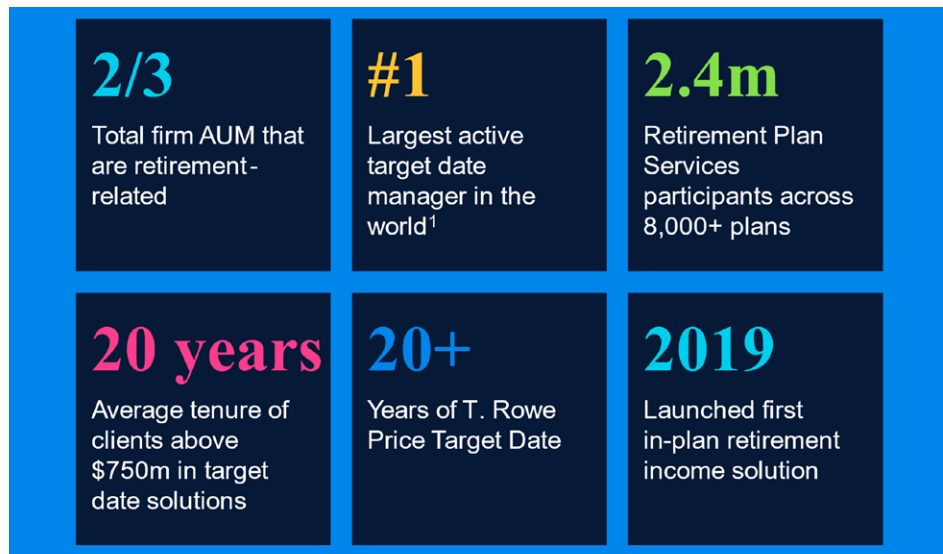 2/3
Total firm AUM that
are retirement-
related
#1
Largest active
target date
manager in the
world¹
2.4m
Retirement Plan
Services
participants across
8,000+ plans
20 years
Average tenure of
clients above
$750m in target
date solutions
20+
Years of T. Rowe
Price Target Date
2019
Launched first
in-plan retirement
income solution